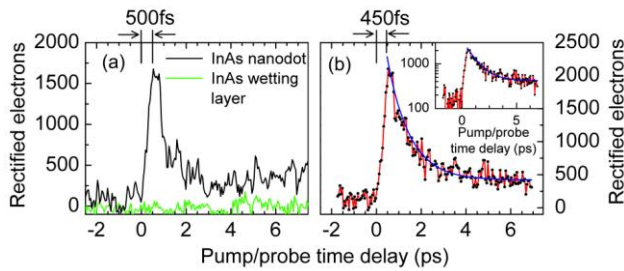 500fs
450fs
2000
1500
1000
500
0
Rectified electrons
(a)
InAs nanodot
InAs wetting
layer
-2 0 2 4 6
(b)
1000
100
0 5
Pump/probe
time delay (ps)
2500
2000
1500
1000
500
0
Rectified electrons
-2 0 2 4 6
Pump/probe time delay (ps)